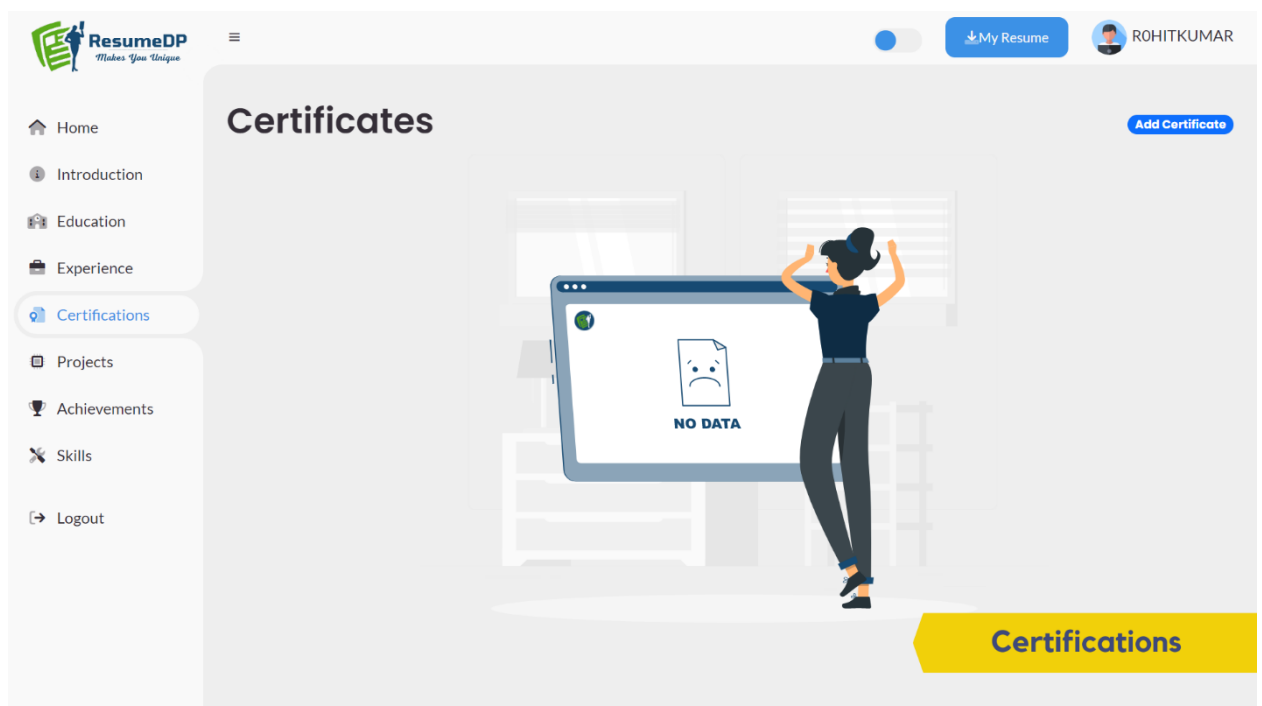 ResumeDP
Makes You Unique
My Resume
R0HITKUMAR
Home
Introduction
Education
Experience
Certifications
Projects
Achievements
Skills
Logout
Certificates
Add Certificate
NO DATA
Certifications